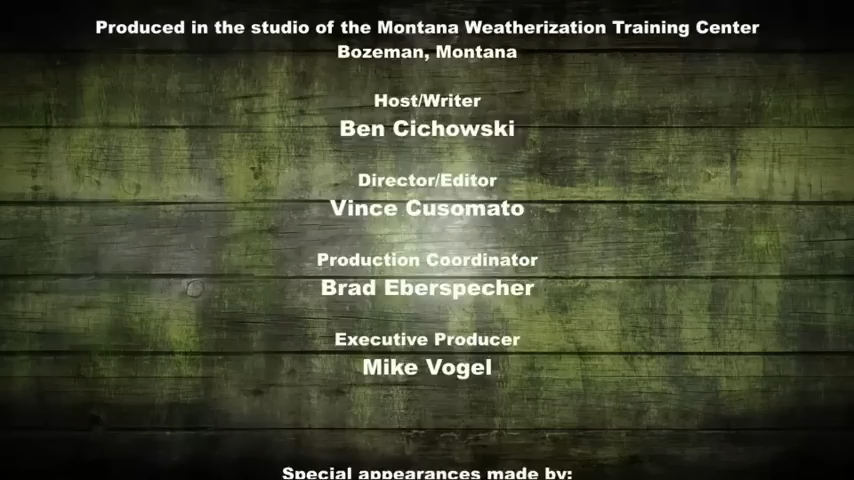 Produced in the studio of the Montana Weatherization Training Center
Bozeman, Montana
Host/Writer
Ben Cichowski
Director/Editor
Vince Cusomato
Production Coordinator
Brad Eberspecher
Executive Producer
Mike Vogel
Special appearances made by: